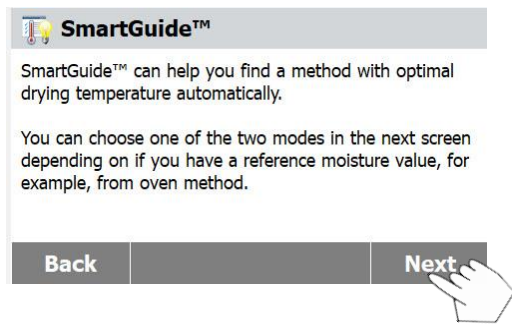 SmartGuide™
SmartGuide™ can help you find a method with optimal
drying temperature automatically.
You can choose one of the two modes in the next screen
depending on if you have a reference moisture value, for
example, from oven method.
Back
Next